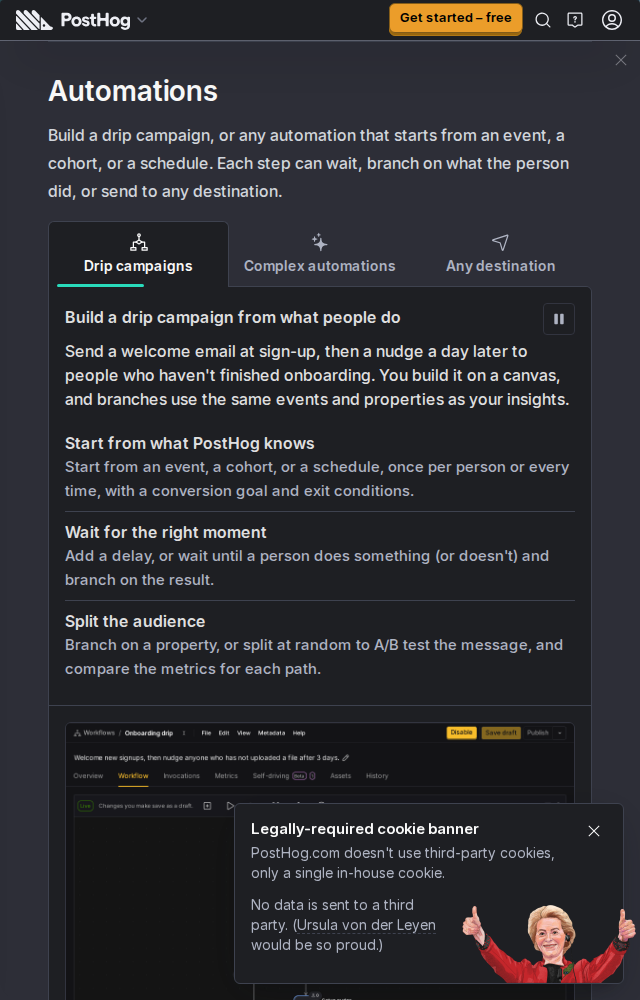 PostHog
Get started – free
Automations
Build a drip campaign, or any automation that starts from an event, a
cohort, or a schedule. Each step can wait, branch on what the person
did, or send to any destination.
Drip campaigns
Complex automations
Any destination
Build a drip campaign from what people do
Send a welcome email at sign-up, then a nudge a day later to
people who haven't finished onboarding. You build it on a canvas,
and branches use the same events and properties as your insights.
Start from what PostHog knows
Start from an event, a cohort, or a schedule, once per person or every
time, with a conversion goal and exit conditions.
Wait for the right moment
Add a delay, or wait until a person does something (or doesn't) and
branch on the result.
Split the audience
Branch on a property, or split at random to A/B test the message, and
compare the metrics for each path.
Workflows / Onboarding drip File Edit View Metadata Help Disable Save draft Publish
Welcome new signups, then nudge anyone who has not uploaded a file after 3 days.
Overview Workflow Invocations Metrics Self-driving Beta Assets History
Live Changes you make save as a draft.
Legally-required cookie banner
PostHog.com doesn't use third-party cookies,
only a single in-house cookie.
No data is sent to a third
party. (Ursula von der Leyen
would be so proud.)